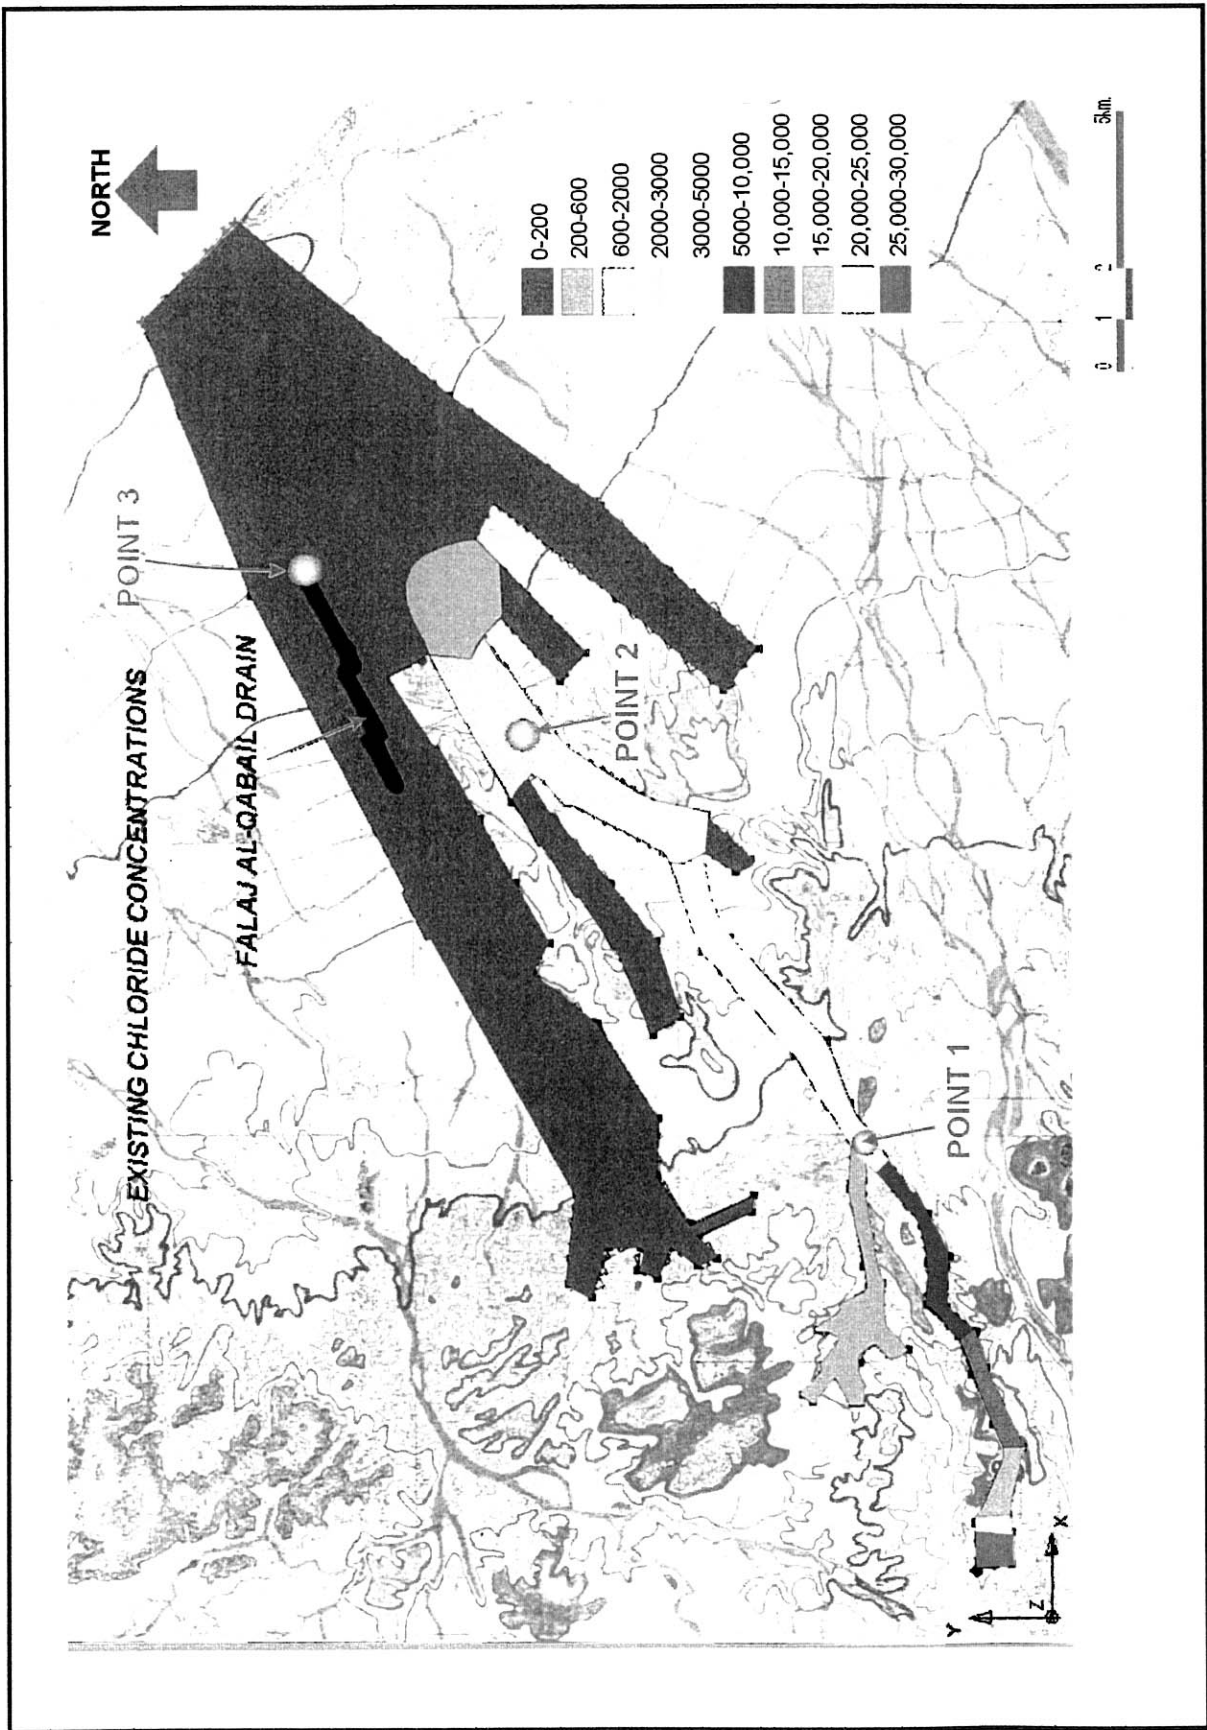 EXISTING CHLORIDE CONCENTRATIONS
NORTH
POINT 3
FALAJ AL-QABAIL DRAIN
POINT 2
POINT 1
0-200
200-600
600-2000
2000-3000
3000-5000
5000-10,000
10,000-15,000
15,000-20,000
20,000-25,000
25,000-30,000
0 1 2 5km.
Y
Z
X